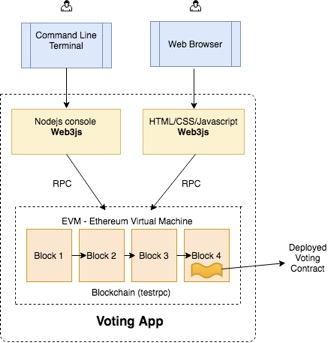 Command Line
Terminal
Web Browser
Nodejs console
Web3js
HTML/CSS/Javascript
Web3js
RPC
RPC
EVM - Ethereum Virtual Machine
Block 1
Block 2
Block 3
Block 4
Deployed
Voting
Contract
Blockchain (testrpc)
Voting App